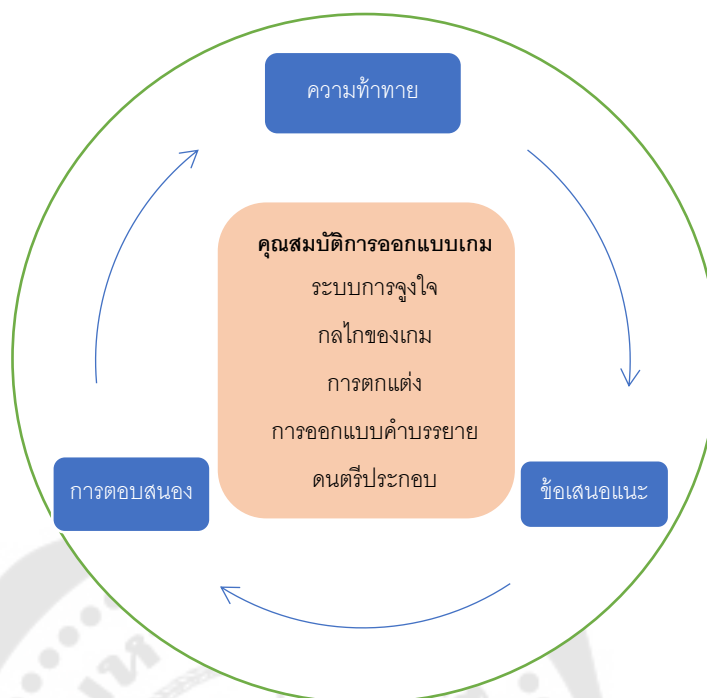 ความท้าทาย
คุณสมบัติการออกแบบเกม
ระบบการจูงใจ
กลไกของเกม
การตกแต่ง
การออกแบบคำบรรยาย
ดนตรีประกอบ
การตอบสนอง
ข้อเสนอแนะ